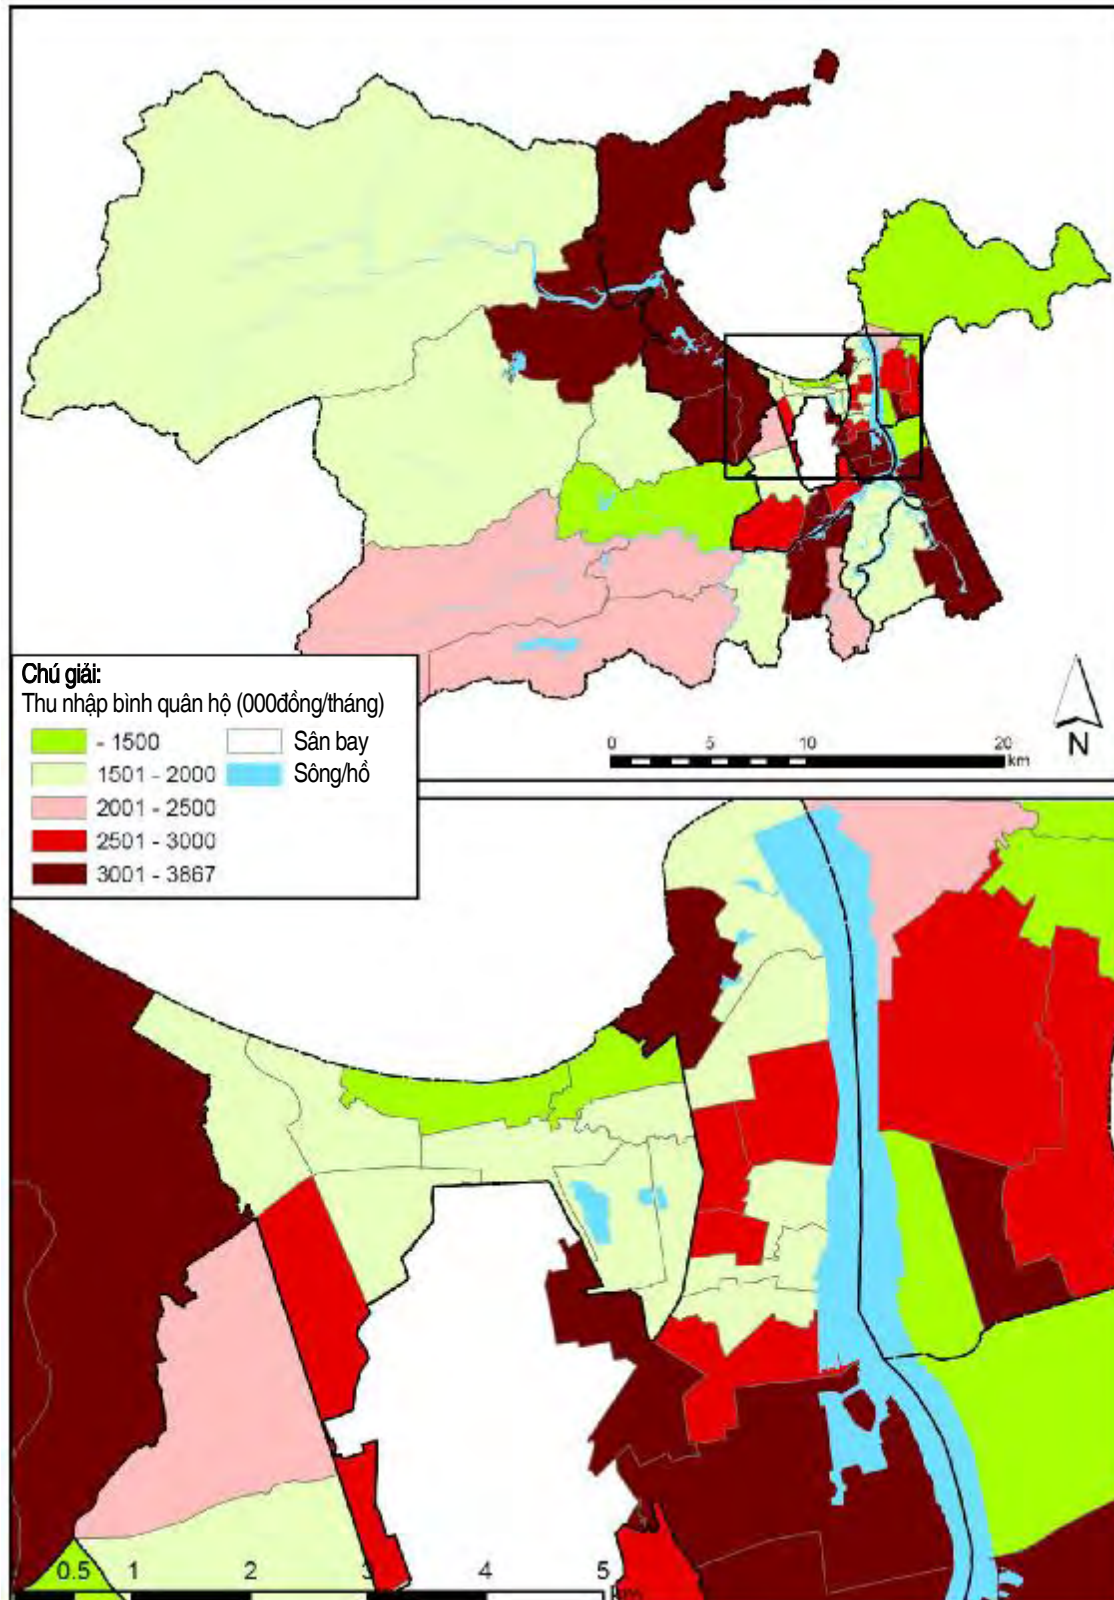 Chú giải:
Thu nhập bình quân hộ (000đồng/tháng)
- 1500
1501 - 2000
2001 - 2500
2501 - 3000
3001 - 3867
Sân bay
Sông/hồ
0 5 10 20
km
N
0.5 1 2 3 4 5
km